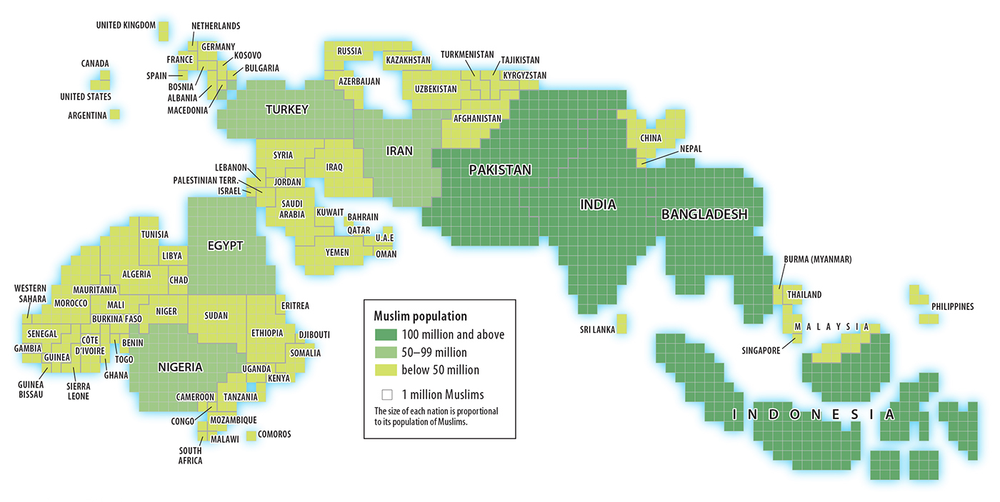 UNITED KINGDOM
NETHERLANDS
GERMANY
FRANCE
KOSOVO
BULGARIA
SPAIN
BOSNIA
ALBANIA
MACEDONIA
CANADA
UNITED STATES
ARGENTINA
RUSSIA
KAZAKHSTAN
TURKMENISTAN
TAJIKISTAN
KYRGYZSTAN
AZERBAIJAN
UZBEKISTAN
TURKEY
AFGHANISTAN
CHINA
NEPAL
IRAN
SYRIA
IRAQ
LEBANON
PALESTINIAN TERR.
JORDAN
ISRAEL
PAKISTAN
INDIA
BANGLADESH
SAUDI
ARABIA
KUWAIT
BAHRAIN
QATAR
U.A.E
YEMEN
OMAN
TUNISIA
EGYPT
LIBYA
ALGERIA
CHAD
WESTERN
SAHARA
MAURITANIA
MOROCCO
MALI
NIGER
SUDAN
ERITREA
BURKINA FASO
SENEGAL
CÔTE
D'IVOIRE
BENIN
ETHIOPIA
DJIBOUTI
GAMBIA
GUINEA
TOGO
SOMALIA
GHANA
NIGERIA
UGANDA
KENYA
GUINEA
BISSAU
SIERRA
LEONE
CAMEROON
TANZANIA
CONGO
MOZAMBIQUE
MALAWI
COMOROS
SOUTH
AFRICA
BURMA (MYANMAR)
THAILAND
PHILIPPINES
SRI LANKA
MALAYSIA
SINGAPORE
INDONESIA
Muslim population
100 million and above
50–99 million
below 50 million
1 million Muslims
The size of each nation is proportional
to its population of Muslims.